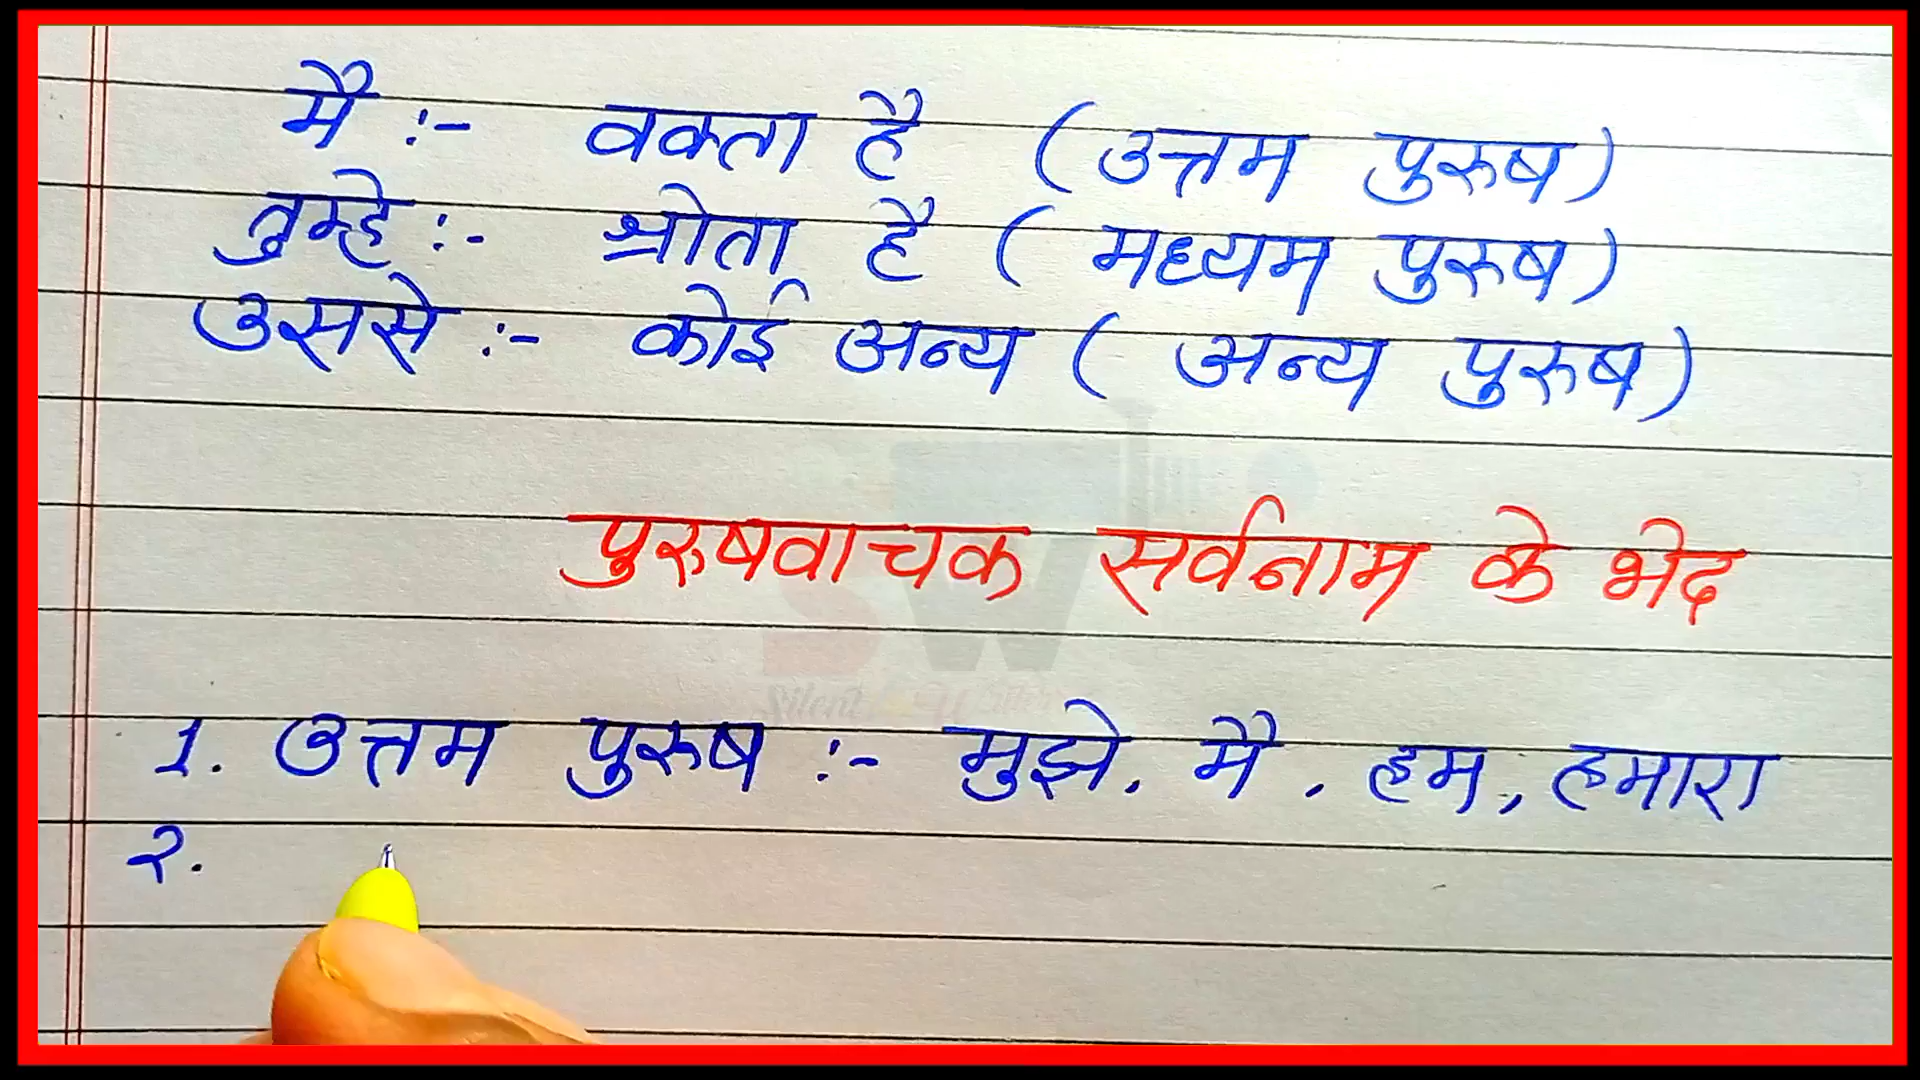 मै :- वक्ता है (उत्तम पुरुष)
तुम्हे :- श्रोता है ( मध्यम पुरुष)
उससे :- कोई अन्य ( अन्य पुरुष)
पुरुषवाचक सर्वनाम के भेद
1. उत्तम पुरुष :- मुझे. मै . हम, हमारा
२.